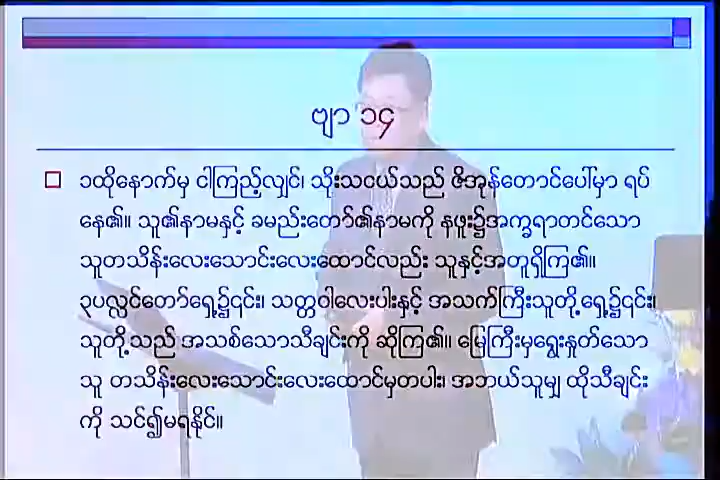 ဗျာ ၁၄
၁ထိုနောက်မှ ငါကြည့်လျှင်၊ သိုးသငယ်သည် ဇိအုန်တောင်ပေါ်မှာ ရပ်
နေ၏။ သူ၏နာမနှင့် ခမည်းတော်၏နာမကို နဖူး၌အက္ခရာတင်သော
သူတသိန်းလေးသောင်းလေးထောင်လည်း သူနှင့်အတူရှိကြ၏။
၃ပလ္လင်တော်ရှေ့၌၎င်း၊ သတ္တဝါလေးပါးနှင့် အသက်ကြီးသူတို့ရှေ့၌၎င်း၊
သူတို့သည် အသစ်သောသီချင်းကို ဆိုကြ၏။ မြေကြီးမှရွေးနှုတ်သော
သူ တသိန်းလေးသောင်းလေးထောင်မှတပါး၊ အဘယ်သူမျှ ထိုသီချင်း
ကို သင်၍မရနိုင်။